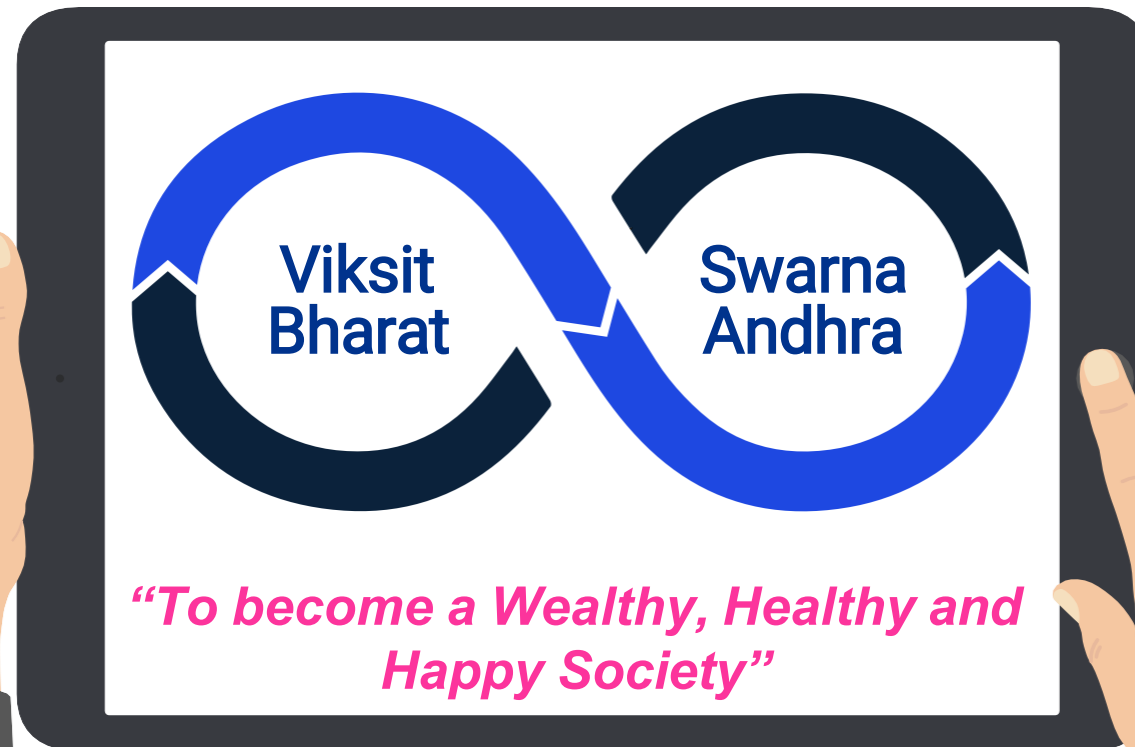 Viksit
Bharat
Swarna
Andhra
“To become a Wealthy, Healthy and
Happy Society”